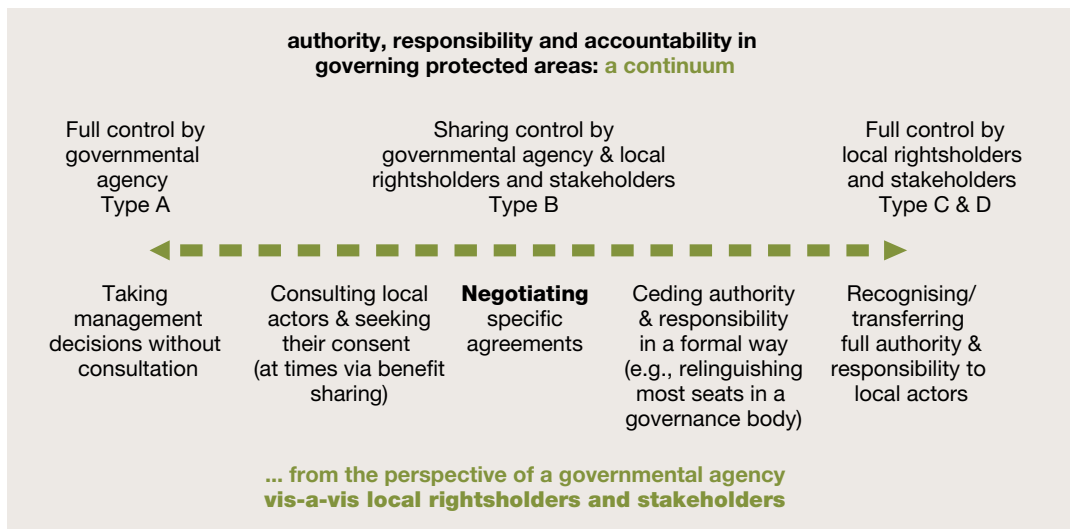 authority, responsibility and accountability in
governing protected areas: a continuum
Full control by
governmental
agency
Type A
Sharing control by
governmental agency & local
rightsholders and stakeholders
Type B
Full control by
local rightsholders
and stakeholders
Type C & D
Taking
management
decisions without
consultation
Consulting local
actors & seeking
their consent
(at times via benefit
sharing)
Negotiating
specific
agreements
Ceding authority
& responsibility
in a formal way
(e.g., relinguishing
most seats in a
governance body)
Recognising/
transferring
full authority &
responsibility to
local actors
... from the perspective of a governmental agency
vis-a-vis local rightsholders and stakeholders